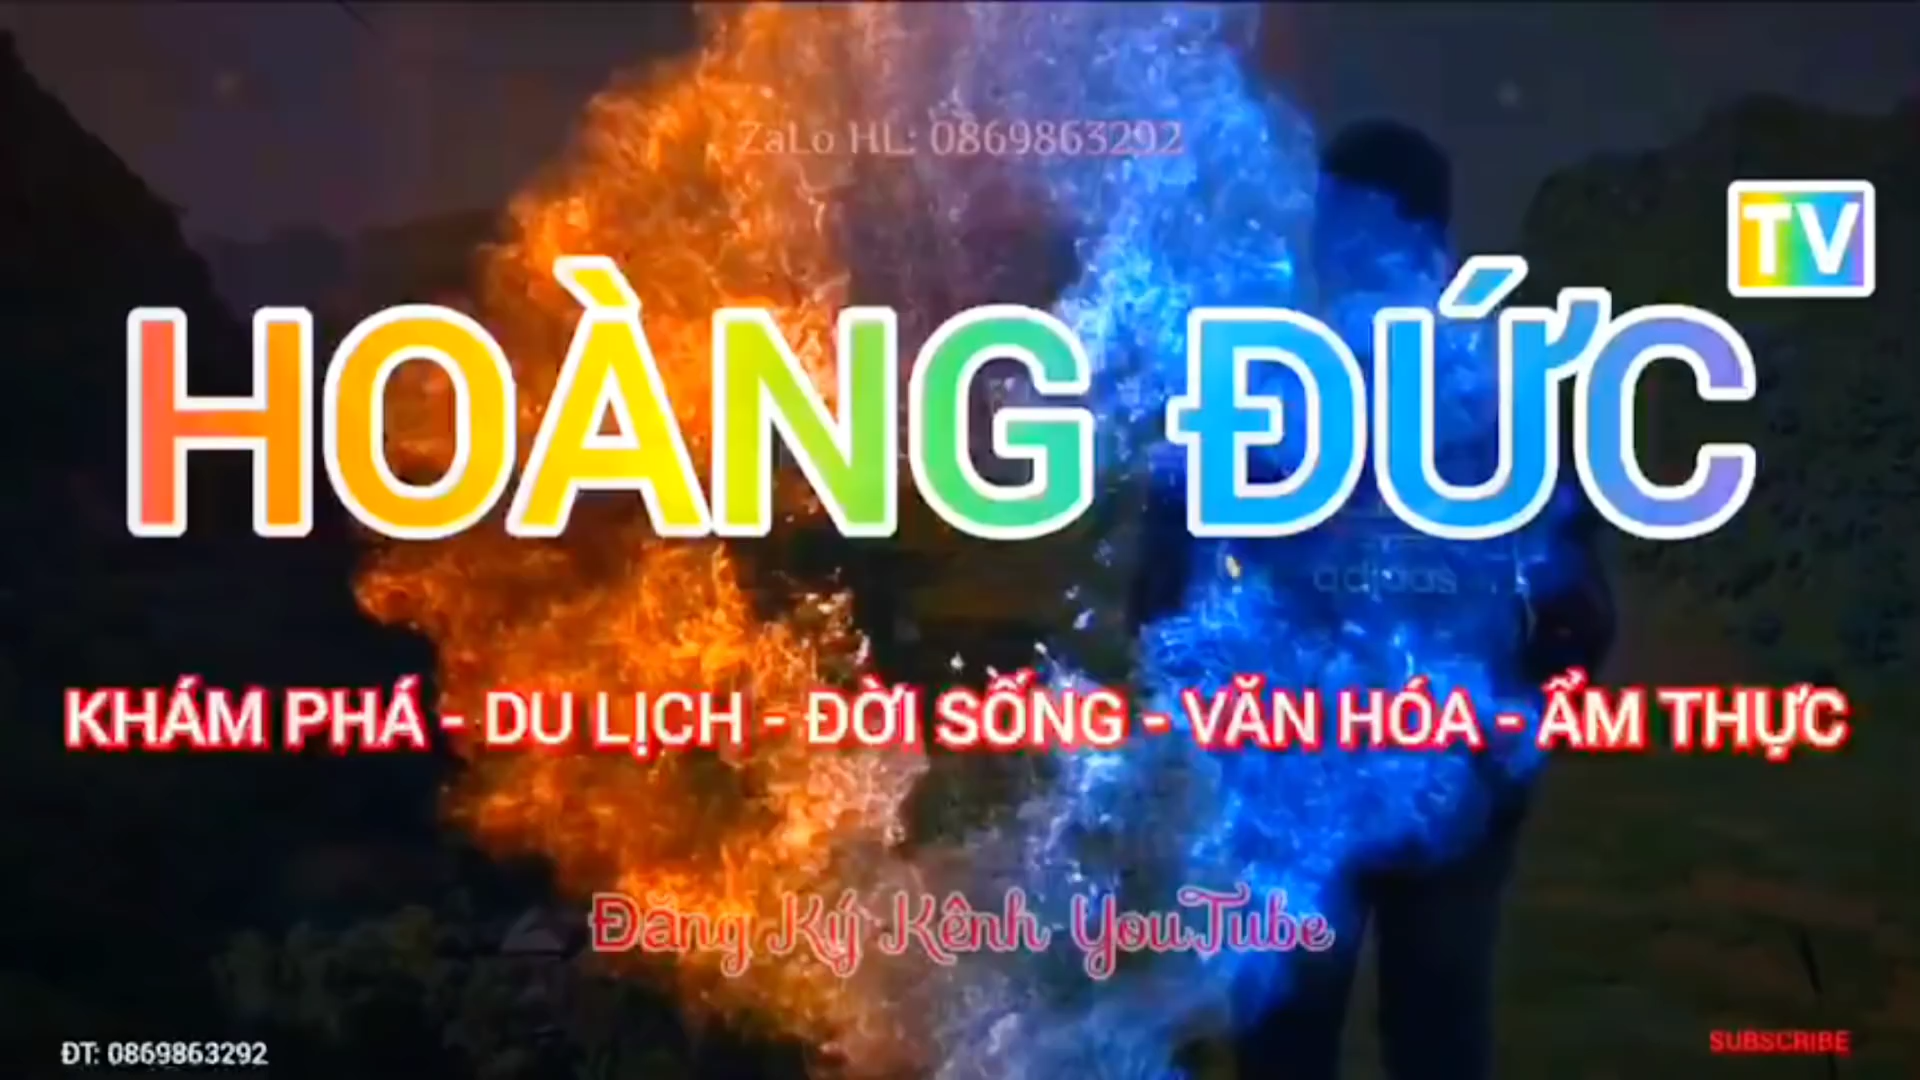 ZaLo HL: 0869863292
TV
HOÀNG ĐỨC
adidas
KHÁM PHÁ - DU LỊCH - ĐỜI SỐNG - VĂN HÓA - ẨM THỰC
Đăng Ký Kênh YouTube
ĐT: 0869863292
SUBSCRIBE